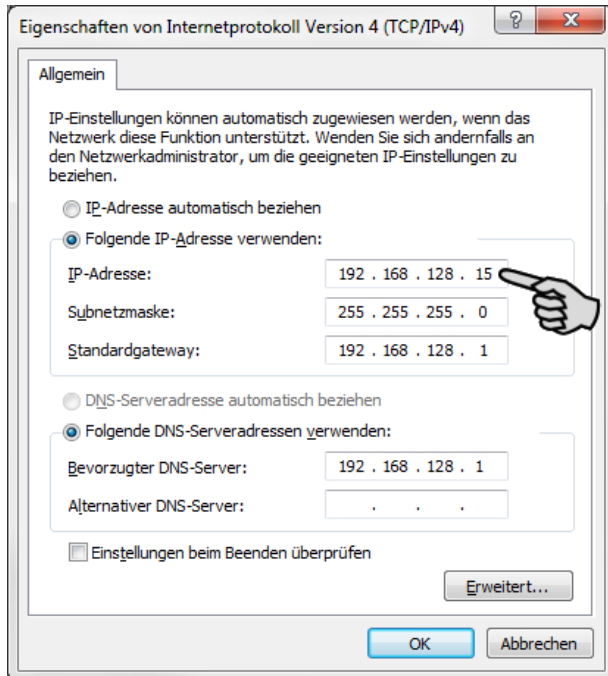 Eigenschaften von Internetprotokoll Version 4 (TCP/IPv4)
Allgemein
IP-Einstellungen können automatisch zugewiesen werden, wenn das
Netzwerk diese Funktion unterstützt. Wenden Sie sich andernfalls an
den Netzwerkadministrator, um die geeigneten IP-Einstellungen zu
beziehen.
IP-Adresse automatisch beziehen
Folgende IP-Adresse verwenden:
IP-Adresse: 192 . 168 . 128 . 15
Subnetzmaske: 255 . 255 . 255 . 0
Standardgateway: 192 . 168 . 128 . 1
DNS-Serveradresse automatisch beziehen
Folgende DNS-Serveradressen verwenden:
Bevorzugter DNS-Server: 192 . 168 . 128 . 1
Alternativer DNS-Server: . . .
Einstellungen beim Beenden überprüfen
Erweitert...
OK Abbrechen